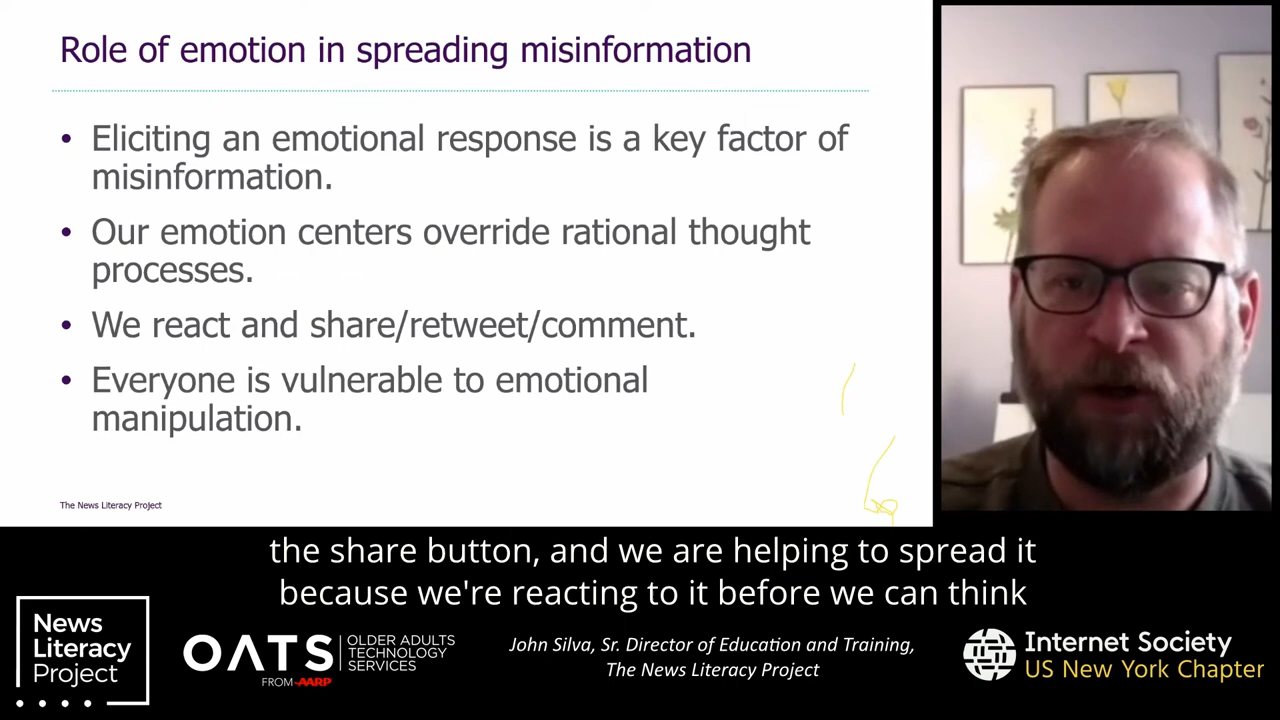 Role of emotion in spreading misinformation
• Eliciting an emotional response is a key factor of
misinformation.
• Our emotion centers override rational thought
processes.
• We react and share/retweet/comment.
• Everyone is vulnerable to emotional
manipulation.
The News Literacy Project
the share button, and we are helping to spread it
because we're reacting to it before we can think
News
Literacy
Project
OATS
OLDER ADULTS
TECHNOLOGY
SERVICES
FROM AARP
John Silva, Sr. Director of Education and Training,
The News Literacy Project
Internet Society
US New York Chapter